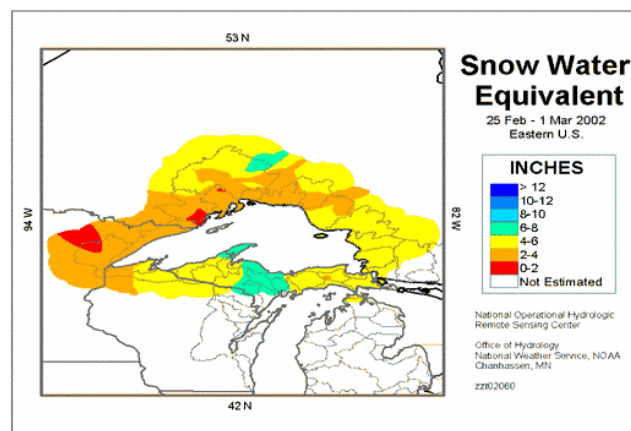 53 N
Snow Water
Equivalent
25 Feb - 1 Mar 2002
Eastern U.S.
INCHES
> 12
10-12
8-10
6-8
4-6
2-4
0-2
Not Estimated
94 W
82 W
National Operational Hydrologic
Remote Sensing Center
Office of Hydrology
National Weather Service, NOAA
Chanhassen, MN
zzr02060
42 N